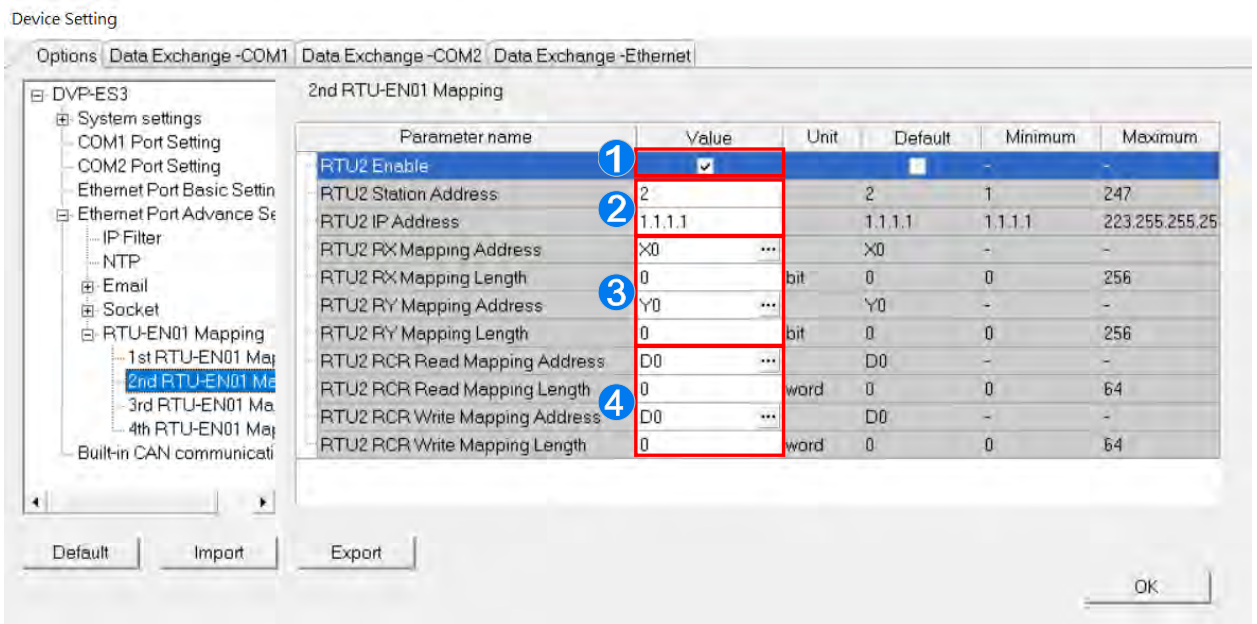 Device Setting
Options Data Exchange -COM1 Data Exchange -COM2 Data Exchange -Ethernet
DVP-ES3
System settings
COM1 Port Setting
COM2 Port Setting
Ethernet Port Basic Settin
Ethernet Port Advance Se
IP Filter
NTP
Email
Socket
RTU-EN01 Mapping
1st RTU-EN01 Map
2nd RTU-EN01 Ma
3rd RTU-EN01 Ma
4th RTU-EN01 Map
Built-in CAN communicati
2nd RTU-EN01 Mapping
Parameter name Value Unit Default Minimum Maximum
RTU2 Enable 1 - -
RTU2 Station Address 2 2 1 247
2
RTU2 IP Address 1.1.1.1 1.1.1.1 1.1.1.1 223.255.255.25
RTU2 RX Mapping Address X0 ... X0 - -
RTU2 RX Mapping Length 0 bit 0 0 256
3
RTU2 RY Mapping Address Y0 ... Y0 - -
RTU2 RY Mapping Length 0 bit 0 0 256
RTU2 RCR Read Mapping Address D0 ... D0 - -
RTU2 RCR Read Mapping Length 0 word 0 0 64
4
RTU2 RCR Write Mapping Address D0 ... D0 - -
RTU2 RCR Write Mapping Length 0 word 0 0 64
Default Import Export
OK